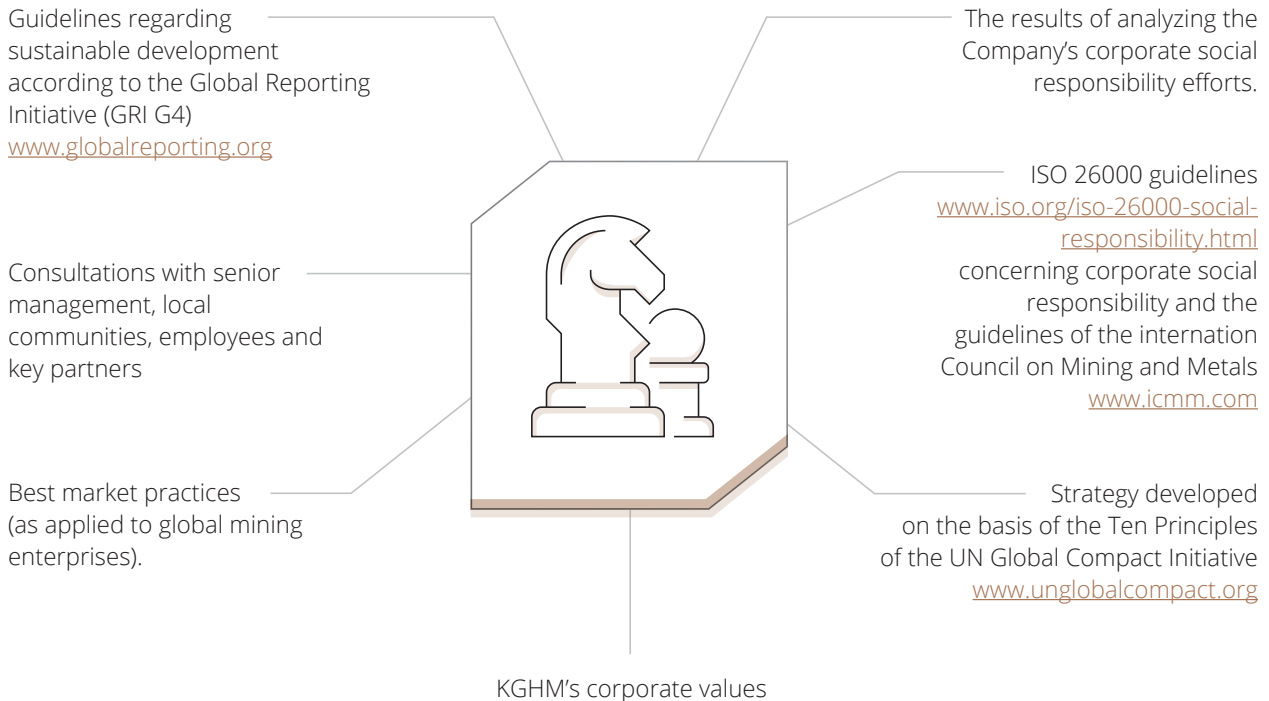 Guidelines regarding
sustainable development
according to the Global Reporting
Initiative (GRI G4)
www.globalreporting.org
Consultations with senior
management, local
communities, employees and
key partners
Best market practices
(as applied to global mining
enterprises).
The results of analyzing the
Company’s corporate social
responsibility efforts.
ISO 26000 guidelines
www.iso.org/iso-26000-social-
responsibility.html
concerning corporate social
responsibility and the
guidelines of the internation
Council on Mining and Metals
www.icmm.com
Strategy developed
on the basis of the Ten Principles
of the UN Global Compact Initiative
www.unglobalcompact.org
KGHM’s corporate values